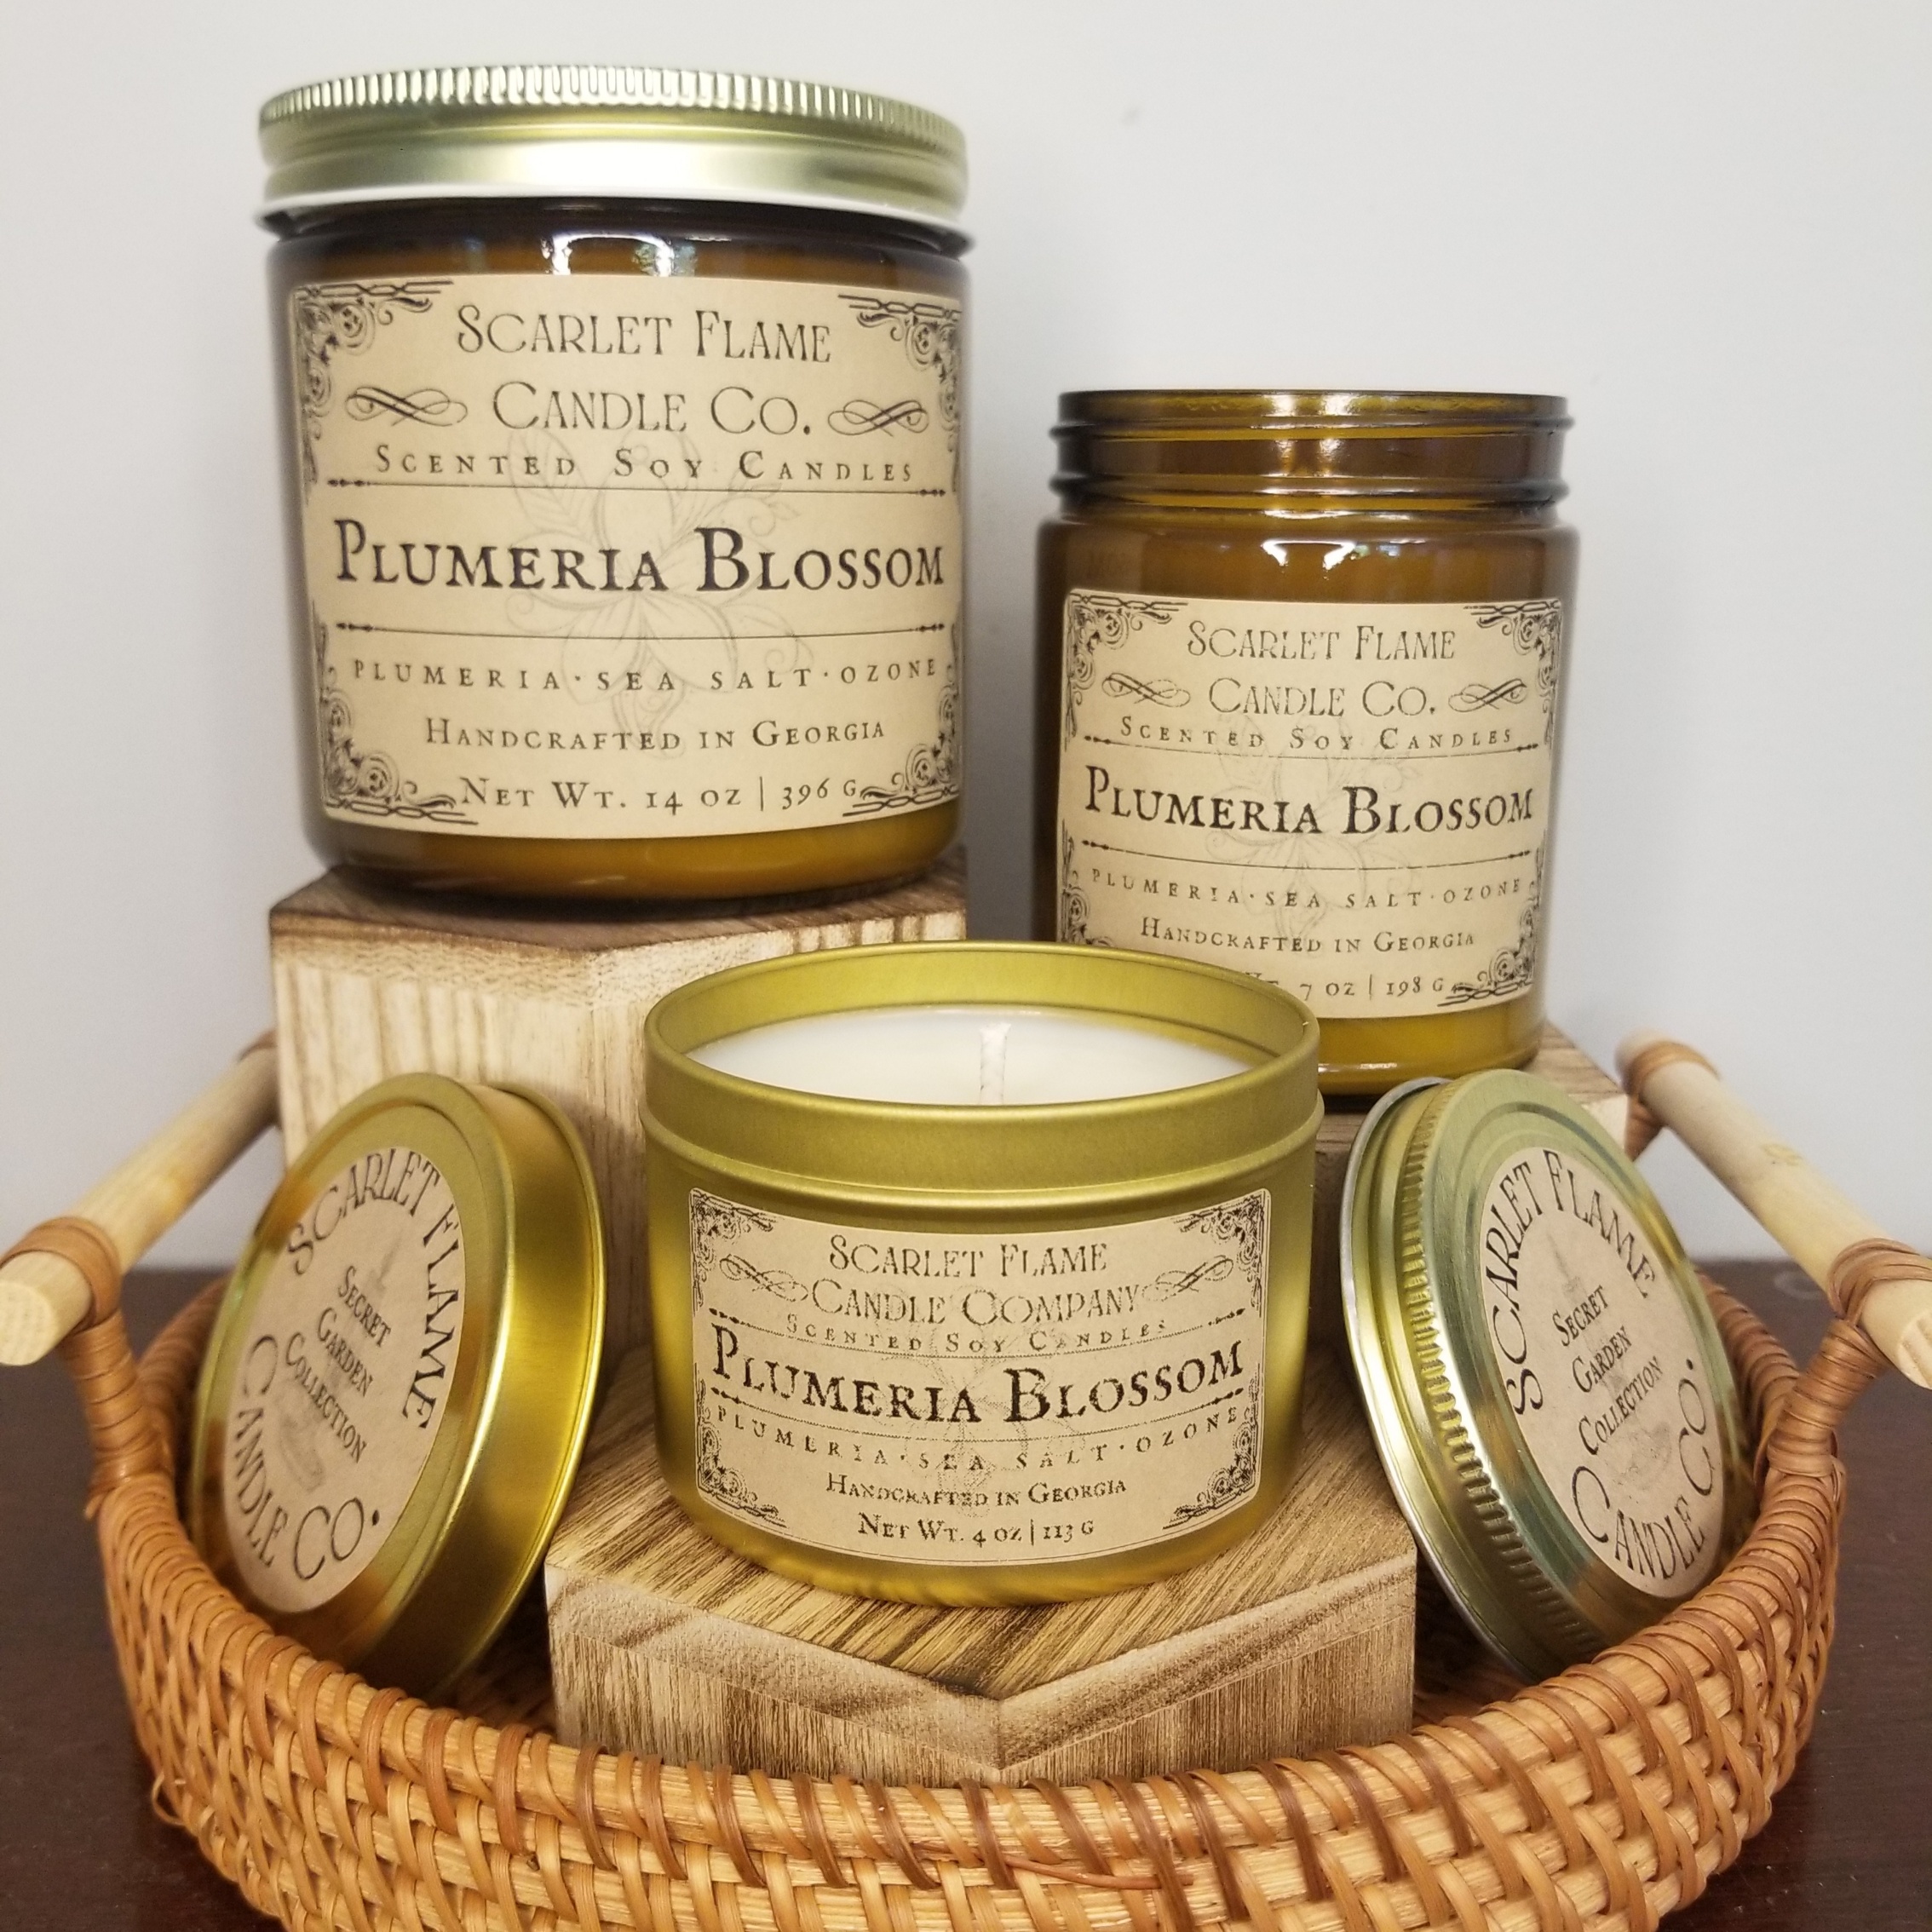 SCARLET FLAME
CANDLE CO.
SCENTED SOY CANDLES
PLUMERIA BLOSSOM
PLUMERIA·SEA SALT·OZONE
HANDCRAFTED IN GEORGIA
NET WT. 14 OZ | 396 G
SCARLET FLAME
CANDLE CO.
SCENTED SOY CANDLES
PLUMERIA BLOSSOM
PLUMERIA·SEA SALT·OZONE
HANDCRAFTED IN GEORGIA
7 OZ | 198 G
SCARLET FLAME
SECRET
GARDEN
COLLECTION
CANDLE CO.
SCARLET FLAME
CANDLE COMPANY
SCENTED SOY CANDLES
PLUMERIA BLOSSOM
PLUMERIA·SEA SALT·OZONE
HANDCRAFTED IN GEORGIA
NET WT. 4 OZ | 113 G
SCARLET FLAME
SECRET
GARDEN
COLLECTION
CANDLE CO.